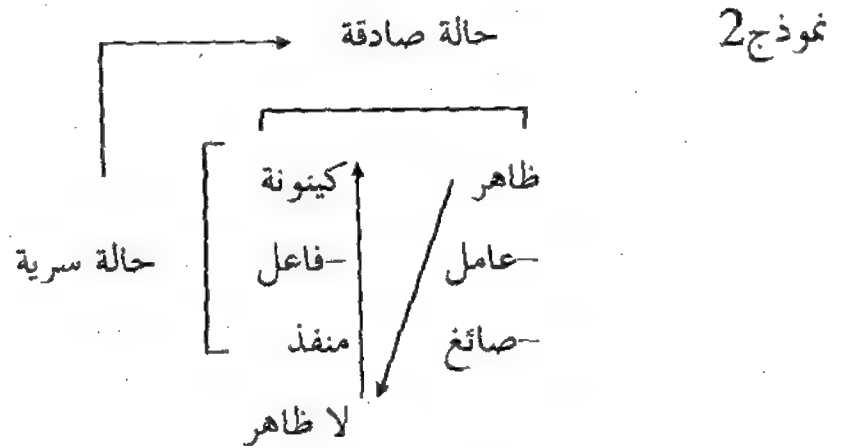 نموذج2
حالة صادقة
ظاهر كينونة
–عامل –فاعل حالة سرية
–صائغ منفذ
لا ظاهر